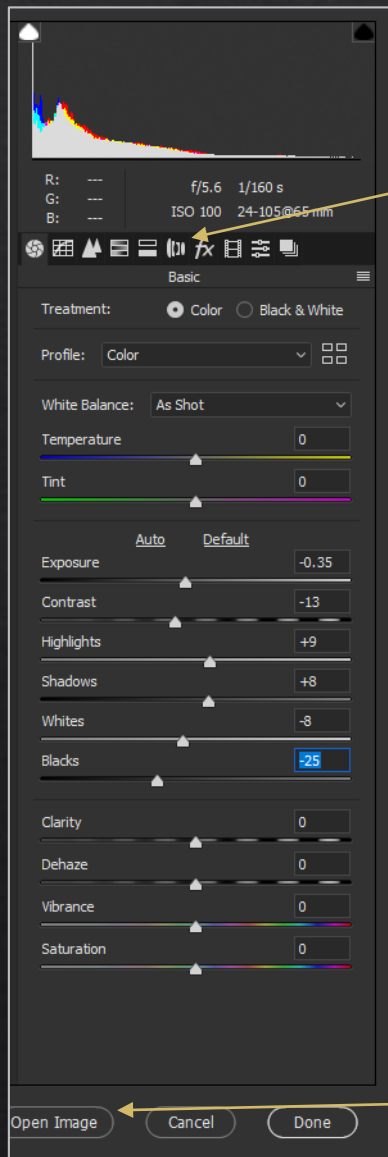 R: ---
G: ---
B: ---
f/5.6 1/160 s
ISO 100 24-105@65 mm
fx
Basic
Treatment: Color Black & White
Profile: Color
White Balance: As Shot
Temperature 0
Tint 0
Auto Default
Exposure -0.35
Contrast -13
Highlights +9
Shadows +8
Whites -8
Blacks -25
Clarity 0
Dehaze 0
Vibrance 0
Saturation 0
Open Image Cancel Done